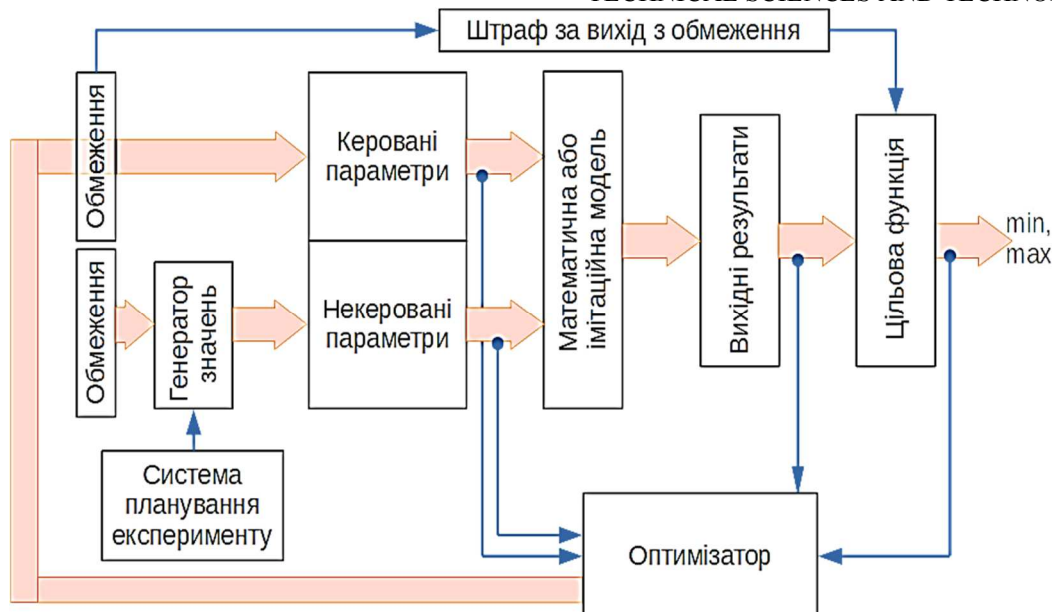 Штраф за вихід з обмеження
Обмеження
Керовані
параметри
Математична або
імітаційна модель
Вихідні результати
Цільова функція
min,
max
Обмеження
Генератор
значень
Некеровані
параметри
Система
планування
експерименту
Оптимізатор